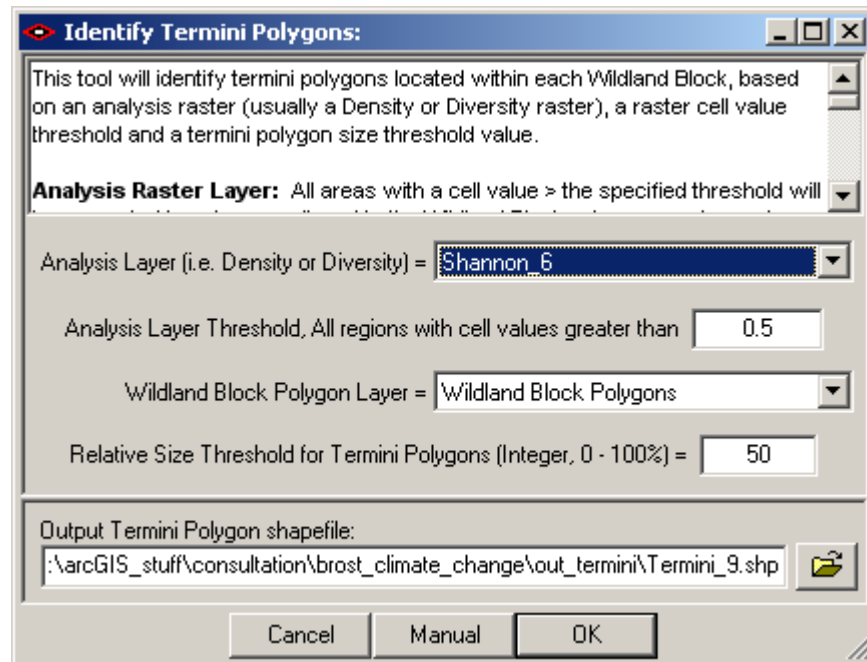 Identify Termini Polygons:
This tool will identify termini polygons located within each Wildland Block, based
on an analysis raster (usually a Density or Diversity raster), a raster cell value
threshold and a termini polygon size threshold value.
Analysis Raster Layer: All areas with a cell value > the specified threshold will
Analysis Layer (i.e. Density or Diversity) = Shannon_6
Analysis Layer Threshold, All regions with cell values greater than 0.5
Wildland Block Polygon Layer = Wildland Block Polygons
Relative Size Threshold for Termini Polygons (Integer, 0 - 100%) = 50
Output Termini Polygon shapefile:
:\arcGIS_stuff\consultation\brost_climate_change\out_termini\Termini_9.shp
Cancel Manual OK